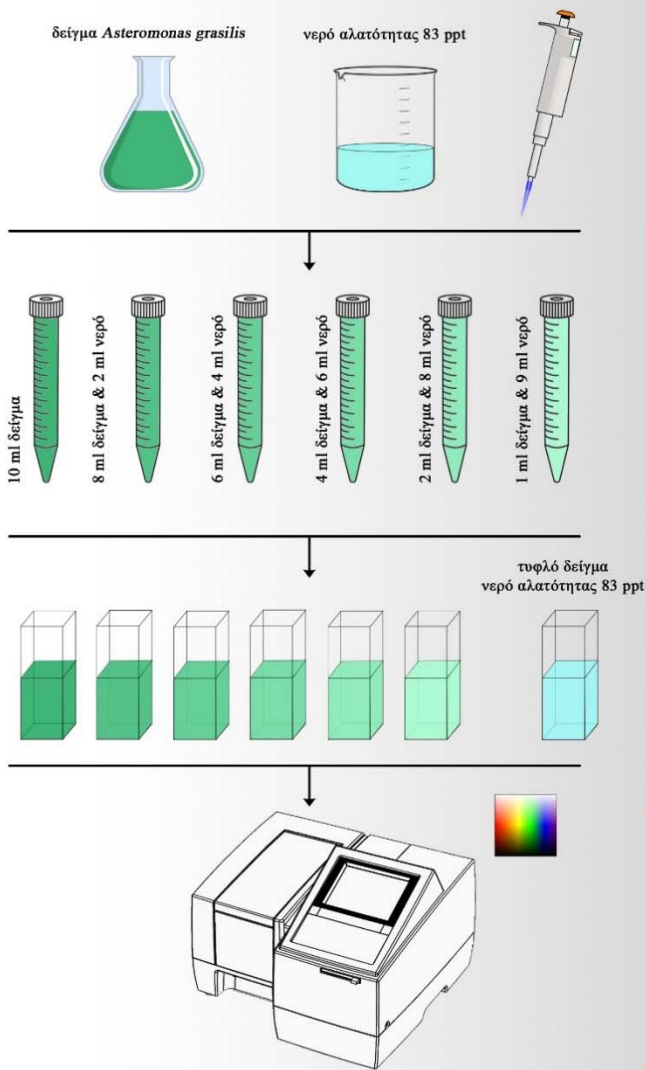 δείγμα Asteromonas grasilis
νερό αλατότητας 83 ppt
10 ml δείγμα
8 ml δείγμα & 2 ml νερό
6 ml δείγμα & 4 ml νερό
4 ml δείγμα & 6 ml νερό
2 ml δείγμα & 8 ml νερό
1 ml δείγμα & 9 ml νερό
τυφλό δείγμα
νερό αλατότητας 83 ppt